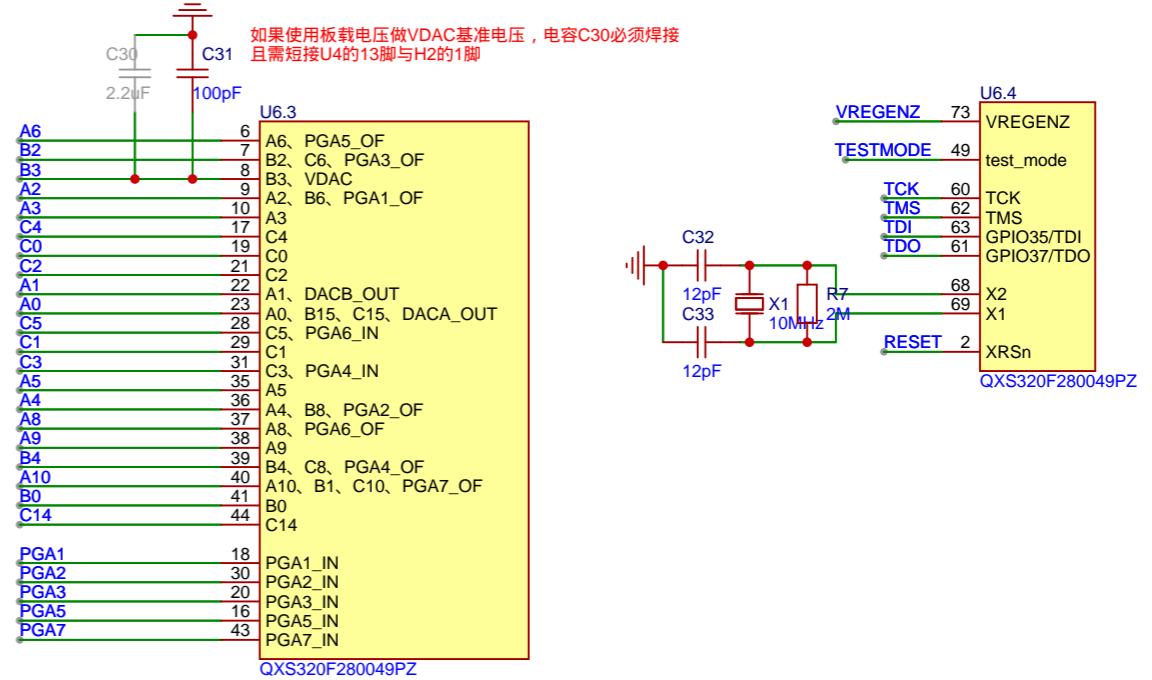 如果使用板载电压做VDAC基准电压，电容C30必须焊接
且需短接U4的13脚与H2的1脚
C30
C31
2.2uF
100pF
U6.3
A6 6 A6、PGA5_OF
B2 7 B2、C6、PGA3_OF
B3 8 B3、VDAC
A2 9 A2、B6、PGA1_OF
A3 10 A3
C4 17 C4
C0 19 C0
C2 21 C2
A1 22 A1、DACB_OUT
A0 23 A0、B15、C15、DACA_OUT
C5 28 C5、PGA6_IN
C1 29 C1
C3 31 C3、PGA4_IN
A5 35 A5
A4 36 A4、B8、PGA2_OF
A8 37 A8、PGA6_OF
A9 38 A9
B4 39 B4、C8、PGA4_OF
A10 40 A10、B1、C10、PGA7_OF
B0 41 B0
C14 44 C14
PGA1 18 PGA1_IN
PGA2 30 PGA2_IN
PGA3 20 PGA3_IN
PGA5 16 PGA5_IN
PGA7 43 PGA7_IN
QXS320F280049PZ
U6.4
VREGENZ 73 VREGENZ
TESTMODE 49 test_mode
TCK 60 TCK
TMS 62 TMS
TDI 63 GPIO35/TDI
TDO 61 GPIO37/TDO
68 X2
69 X1
RESET 2 XRSn
QXS320F280049PZ
C32
12pF
C33
12pF
X1
10MHz
R7
2M